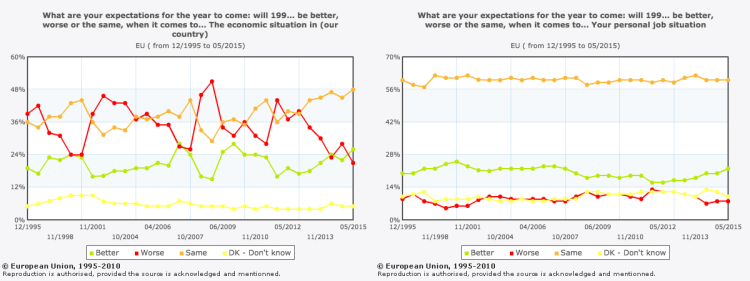 What are your expectations for the year to come: will 199... be better,
worse or the same, when it comes to... The economic situation in (our
country)
EU ( from 12/1995 to 05/2015)
60%
48%
36%
24%
12%
0%
12/1995
11/1998
11/2001
10/2004
04/2006
10/2007
06/2009
11/2010
05/2012
11/2013
05/2015
Better
Worse
Same
DK - Don't know
© European Union, 1995-2010
Reproduction is authorised, provided the source is acknowledged and mentionned.
What are your expectations for the year to come: will 199... be better,
worse or the same, when it comes to... Your personal job situation
EU ( from 12/1995 to 05/2015)
70%
56%
42%
28%
14%
0%
12/1995
11/1998
11/2001
10/2004
04/2006
10/2007
06/2009
11/2010
05/2012
11/2013
05/2015
Better
Worse
Same
DK - Don't know
© European Union, 1995-2010
Reproduction is authorised, provided the source is acknowledged and mentionned.